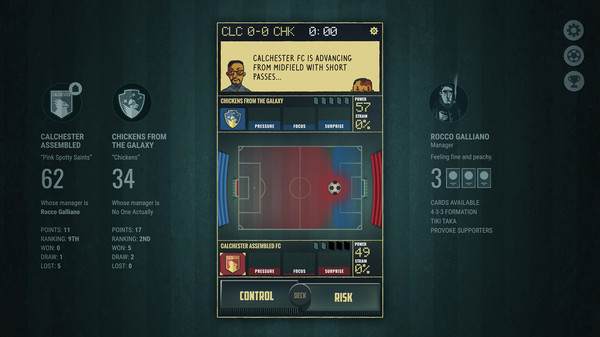 CLC 0-0 CHK 0:00
CALCHESTER FC IS ADVANCING
FROM MIDFIELD WITH SHORT
PASSES...
CHICKENS FROM THE GALAXY
POWER
57
STRAIN
0%
PRESSURE FOCUS SURPRISE
CALCHESTER ASSEMBLED FC
POWER
49
STRAIN
0%
PRESSURE FOCUS SURPRISE
CONTROL DECK RISK
CALCHESTER
ASSEMBLED
"Pink Spotty Saints"
62
Whose manager is
Rocco Galliano
POINTS: 11
RANKING: 9TH
WON: 0
DRAW: 1
LOST: 5
CHICKENS FROM
THE GALAXY
"Chickens"
34
Whose manager is
No One Actually
POINTS: 17
RANKING: 2ND
WON: 5
DRAW: 2
LOST: 0
ROCCO GALLIANO
Manager
Feeling fine and peachy.
3
CARDS AVAILABLE
4-3-3 FORMATION
TIKI TAKA
PROVOKE SUPPORTERS